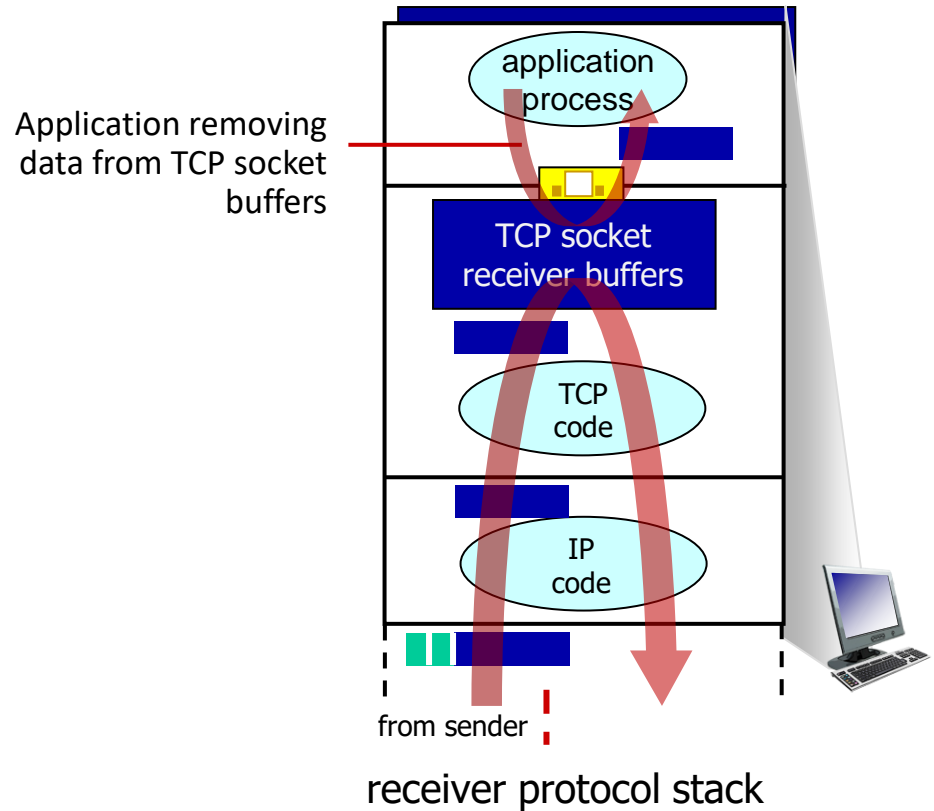 application
process
Application removing
data from TCP socket
buffers
TCP socket
receiver buffers
TCP
code
IP
code
from sender
receiver protocol stack